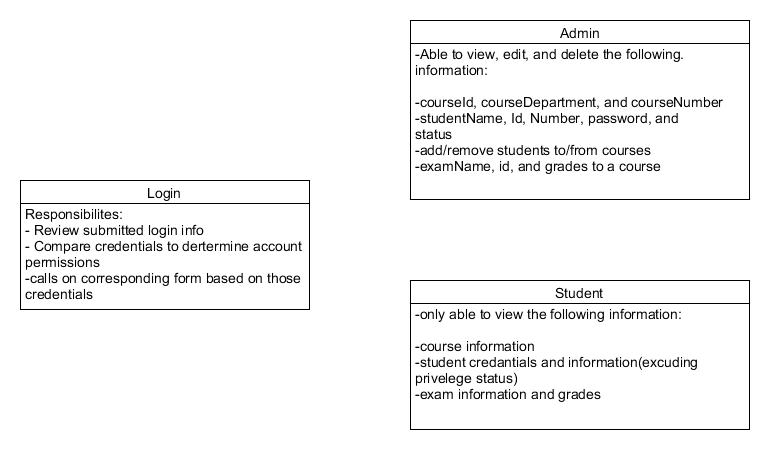 Admin
-Able to view, edit, and delete the following.
information:
-courseId, courseDepartment, and courseNumber
-studentName, Id, Number, password, and
status
-add/remove students to/from courses
-examName, id, and grades to a course
Login
Responsibilites:
- Review submitted login info
- Compare credentials to dertermine account
permissions
-calls on corresponding form based on those
credentials
Student
-only able to view the following information:
-course information
-student credantials and information(excuding
privelege status)
-exam information and grades